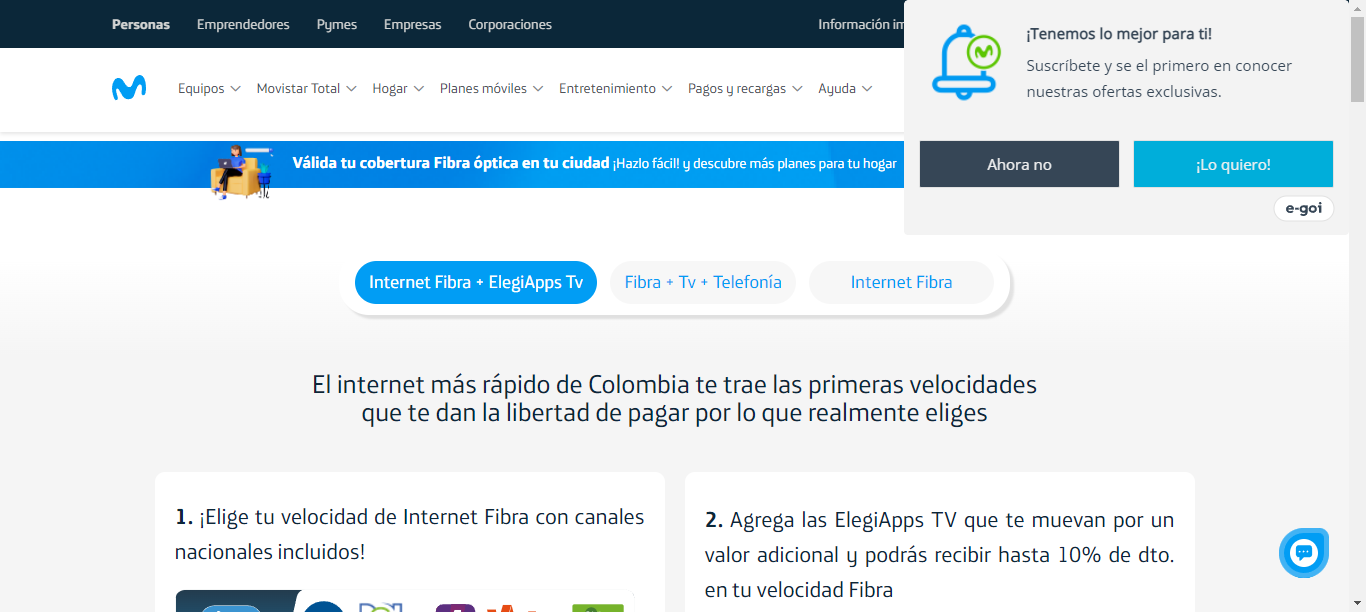 Personas Emprendedores Pymes Empresas Corporaciones Información
¡Tenemos lo mejor para ti!
Suscríbete y se el primero en conocer
nuestras ofertas exclusivas.
Ahora no ¡Lo quiero!
e-goi
Equipos Movistar Total Hogar Planes móviles Entretenimiento Pagos y recargas Ayuda
Válida tu cobertura Fibra óptica en tu ciudad ¡Hazlo fácil! y descubre más planes para tu hogar
Internet Fibra + ElegiApps Tv Fibra + Tv + Telefonía Internet Fibra
El internet más rápido de Colombia te trae las primeras velocidades
que te dan la libertad de pagar por lo que realmente eliges
1. ¡Elige tu velocidad de Internet Fibra con canales
nacionales incluidos!
2. Agrega las ElegiApps TV que te muevan por un
valor adicional y podrás recibir hasta 10% de dto.
en tu velocidad Fibra